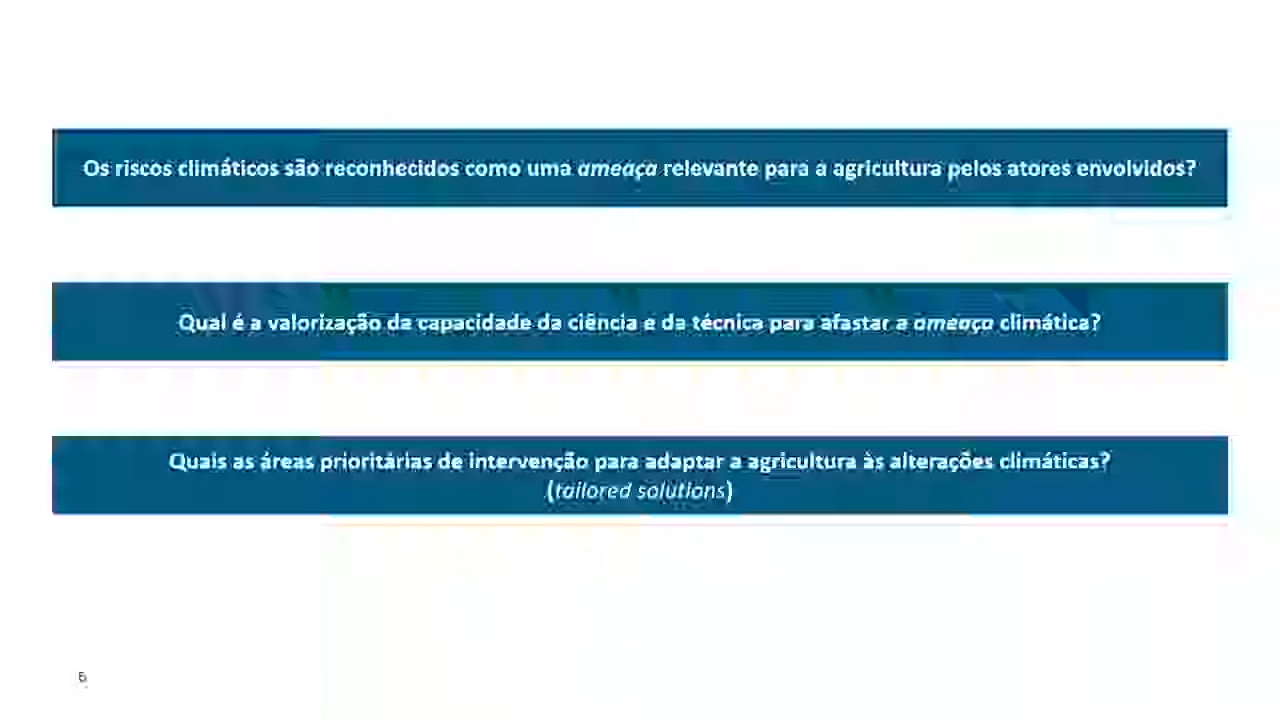 Os riscos climáticos são reconhecidos como uma ameaça relevante para a agricultura pelos atores envolvidos?
Qual é a valorização da capacidade da ciência e da técnica para afastar a ameaça climática?
Quais as áreas prioritárias de intervenção para adaptar a agricultura às alterações climáticas?
(tailored solutions)